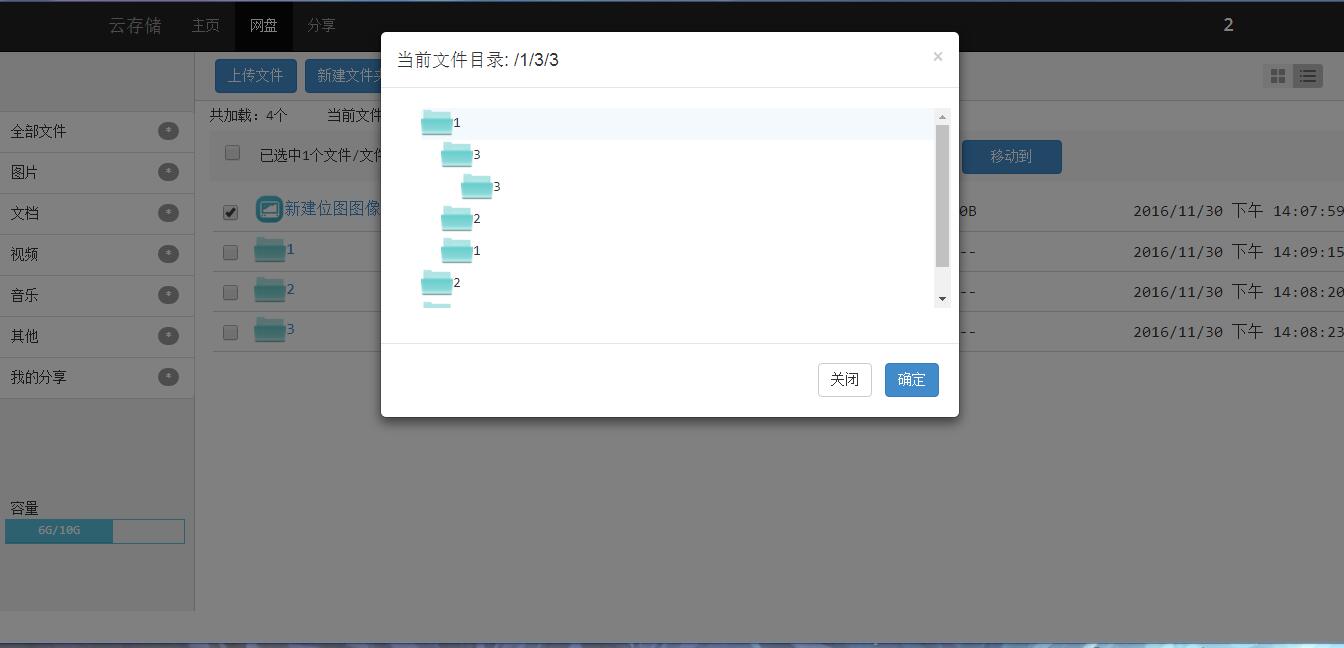 云存储 主页 网盘 分享 2
当前文件目录: /1/3/3 ×
上传文件 新建文件夹
共加载: 4个 当前文件
全部文件 *
图片 *
文档 *
视频 *
音乐 *
其他 *
我的分享 *
容量
6G/10G
已选中1个文件/文件 移动到
新建位图图像 0B 2016/11/30 下午 14:07:59
1 -- 2016/11/30 下午 14:09:15
2 -- 2016/11/30 下午 14:08:20
3 -- 2016/11/30 下午 14:08:23
1
3
3
2
1
2
关闭 确定